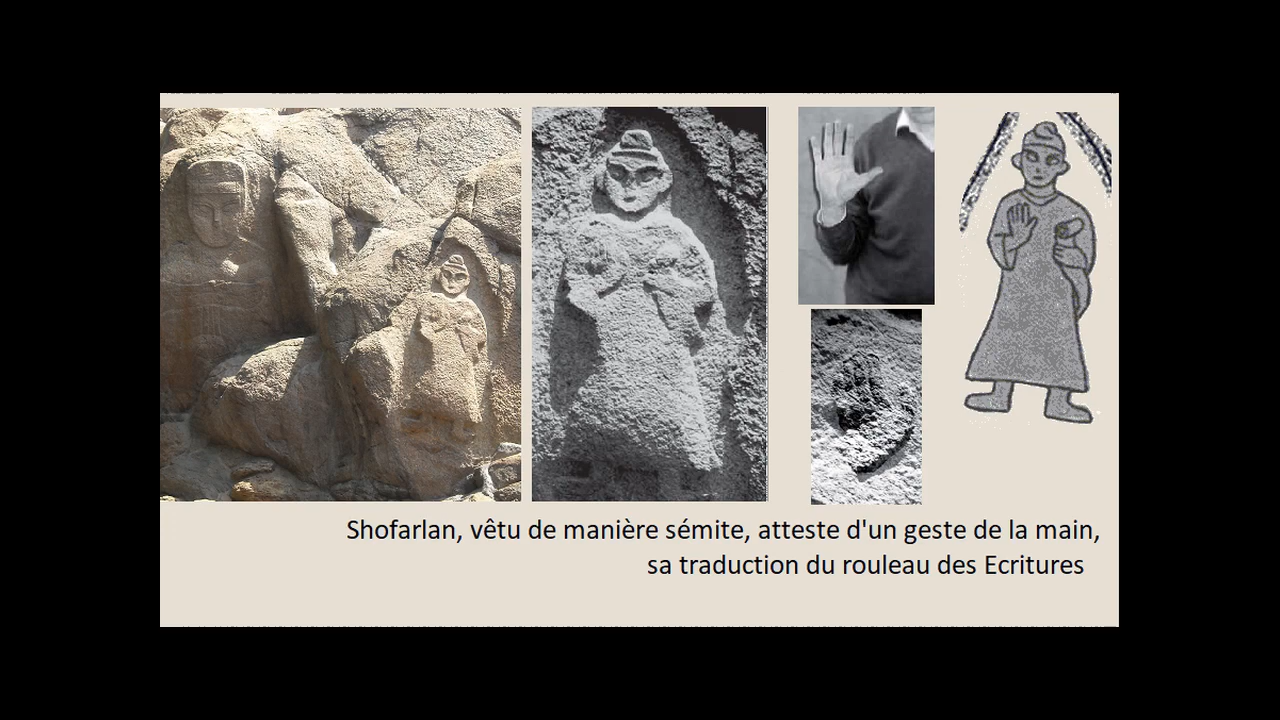 Shofarlan, vêtu de manière sémite, atteste d'un geste de la main,
sa traduction du rouleau des Ecritures